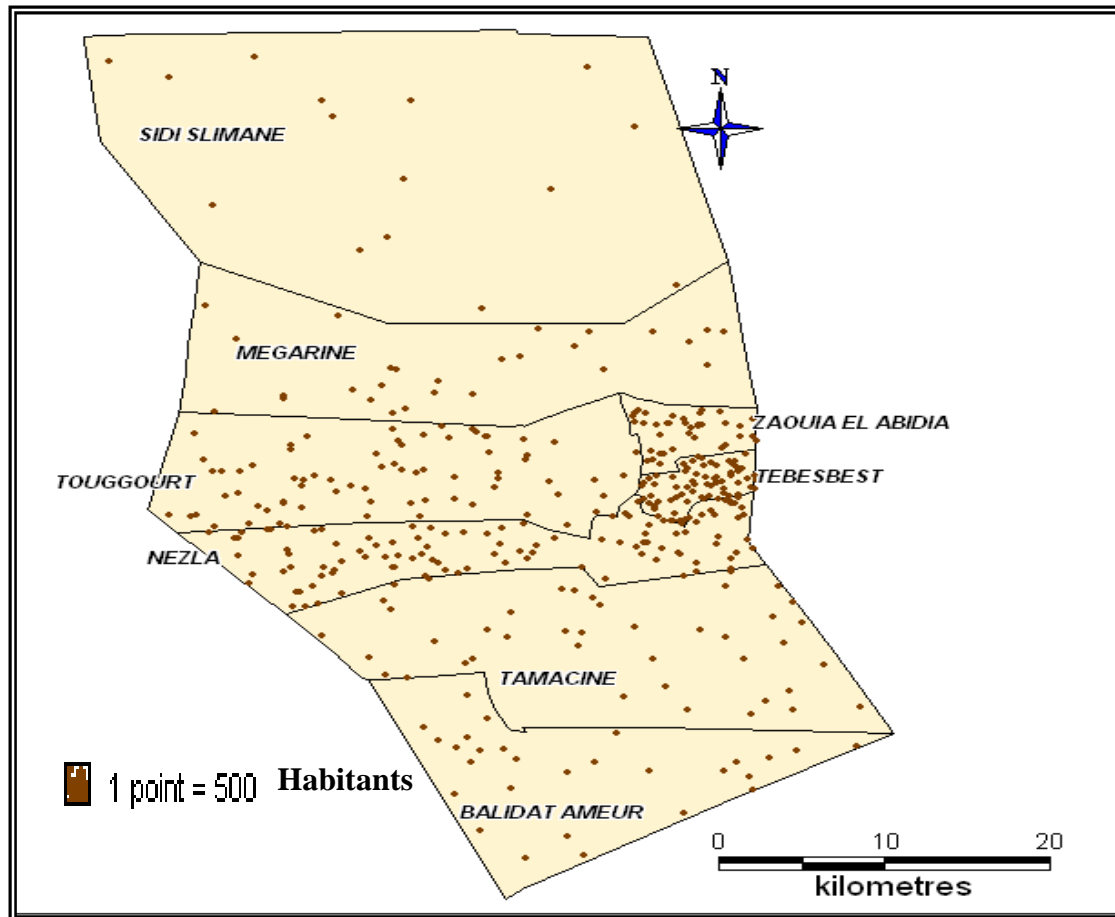 N
SIDI SLIMANE
MEGARINE
ZAOUIA EL ABIDIA
TOUGGOURT
TEBESBEST
NEZLA
TAMACINE
1 point = 500 Habitants
BALIDAT AMEUR
0 10 20
kilometres